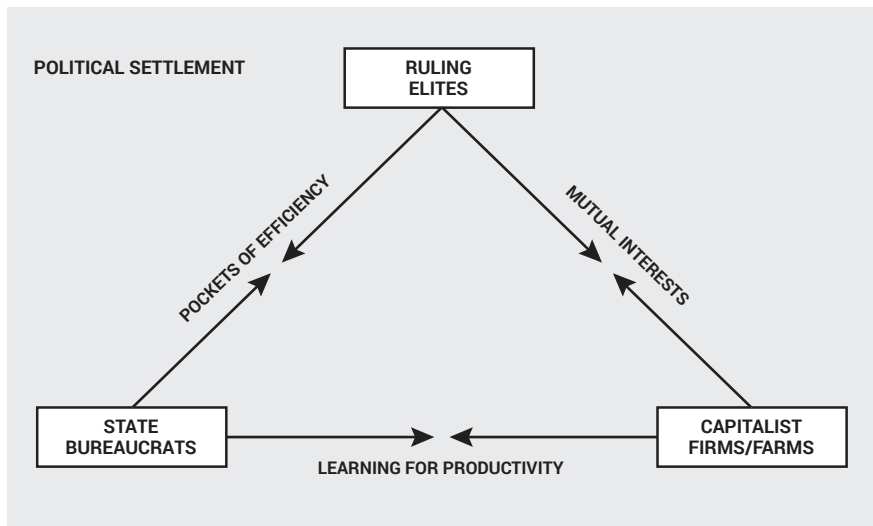 POLITICAL SETTLEMENT
RULING
ELITES
POCKETS OF EFFICIENCY
MUTUAL INTERESTS
STATE
BUREAUCRATS
CAPITALIST
FIRMS/FARMS
LEARNING FOR PRODUCTIVITY